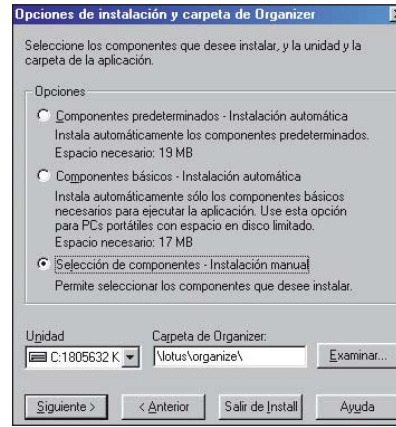 Opciones de instalación y carpeta de Organizer
Seleccione los componentes que desee instalar, y la unidad y la
carpeta de la aplicación.
Opciones
Componentes predeterminados - Instalación automática
Instala automáticamente los componentes predeterminados.
Espacio necesario: 19 MB
Componentes básicos - Instalación automática
Instala automáticamente sólo los componentes básicos
necesarios para ejecutar la aplicación. Use esta opción
para PCs portátiles con espacio en disco limitado.
Espacio necesario: 17 MB
Selección de componentes - Instalación manual
Permite seleccionar los componentes que desee instalar.
Unidad
Carpeta de Organizer:
C:1805632 K
\lotus\organize\
Examinar...
Siguiente >
< Anterior
Salir de Install
Ayuda